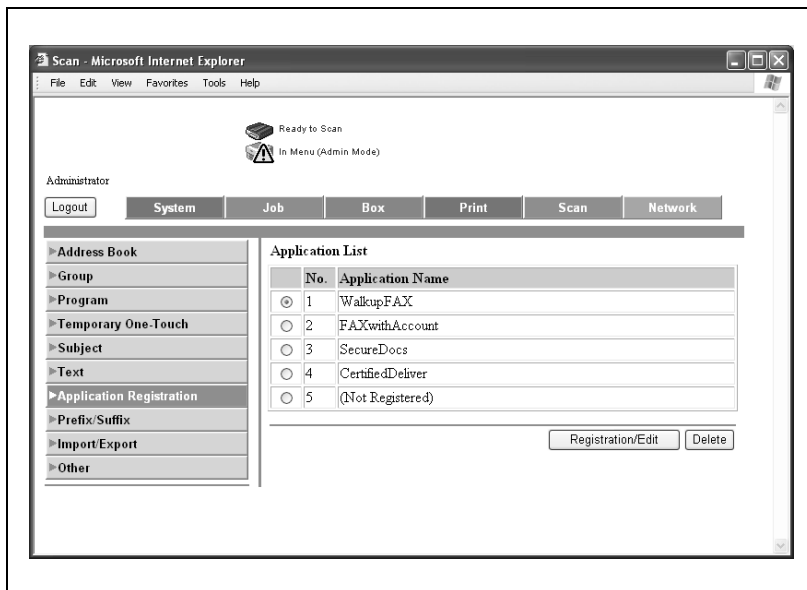 Scan - Microsoft Internet Explorer
File Edit View Favorites Tools Help
Ready to Scan
In Menu (Admin Mode)
Administrator
Logout System Job Box Print Scan Network
Address Book
Group
Program
Temporary One-Touch
Subject
Text
Application Registration
Prefix/Suffix
Import/Export
Other
Application List
No. Application Name
1 WalkupFAX
2 FAXwithAccount
3 SecureDocs
4 CertifiedDeliver
5 (Not Registered)
Registration/Edit Delete